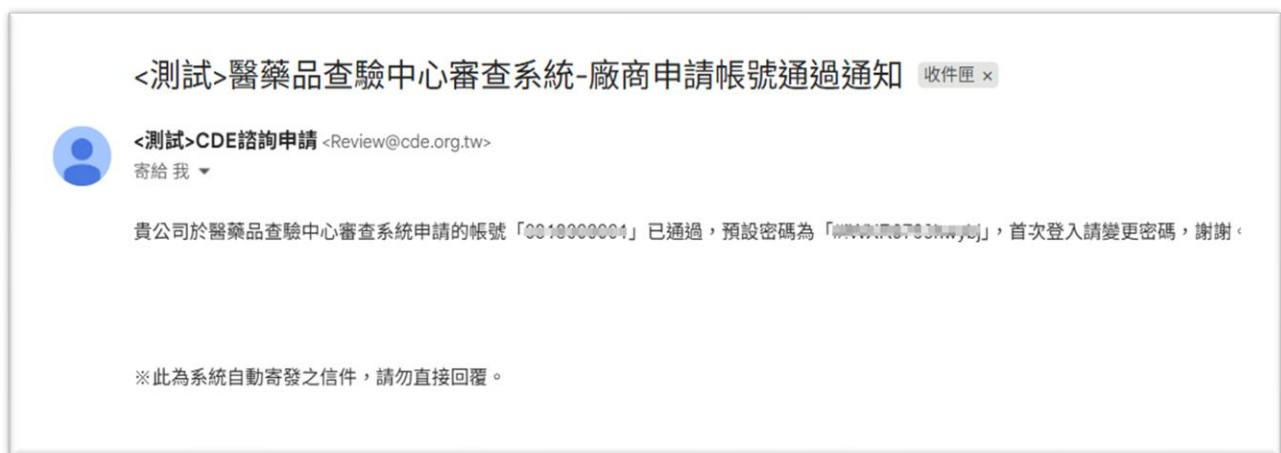 <測試>醫藥品查驗中心審查系統-廠商申請帳號通過通知 收件匣 ×
<測試>CDE諮詢申請 <Review@cde.org.tw>
寄給 我
貴公司於醫藥品查驗中心審查系統申請的帳號「」已通過，預設密碼為「」，首次登入請變更密碼，謝謝。
※此為系統自動寄發之信件，請勿直接回覆。